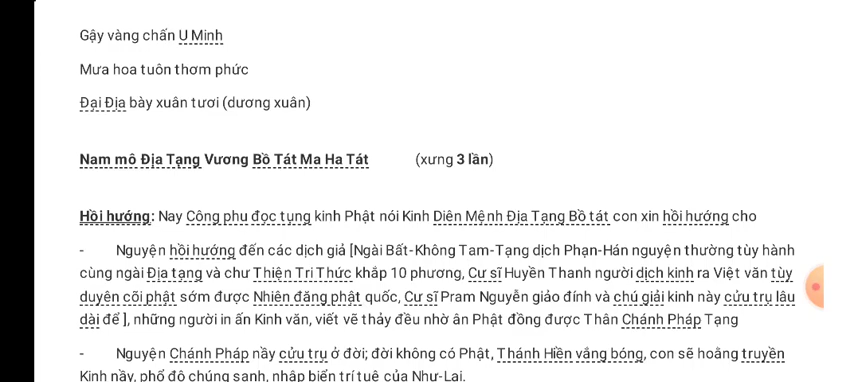 Gậy vàng chấn U Minh
Mưa hoa tuôn thơm phức
Đại Địa bày xuân tươi (dương xuân)
Nam mô Địa Tạng Vương Bồ Tát Ma Ha Tát (xưng 3 lần)
Hồi hướng: Nay Công phu đọc tụng kinh Phật nói Kinh Diên Mệnh Địa Tạng Bồ tát con xin hồi hướng cho
- Nguyện hồi hướng đến các dịch giả [Ngài Bất-Không Tam-Tạng dịch Phạn-Hán nguyện thường tùy hành
cùng ngài Địa tạng và chư Thiện Tri Thức khắp 10 phương, Cư sĩ Huyền Thanh người dịch kinh ra Việt văn tùy
duyên cõi phật sớm được Nhiên đăng phật quốc, Cư sĩ Pram Nguyễn giảo đính và chú giải kinh này cửu trụ lâu
dài để ], những người in ấn Kinh văn, viết vẽ thảy đều nhờ ân Phật đồng được Thân Chánh Pháp Tạng
- Nguyện Chánh Pháp nầy cửu trụ ở đời; đời không có Phật, Thánh Hiền vắng bóng, con sẽ hoằng truyền
Kinh nầy, phổ độ chúng sanh, nhập biển trí tuệ của Như-Lai.